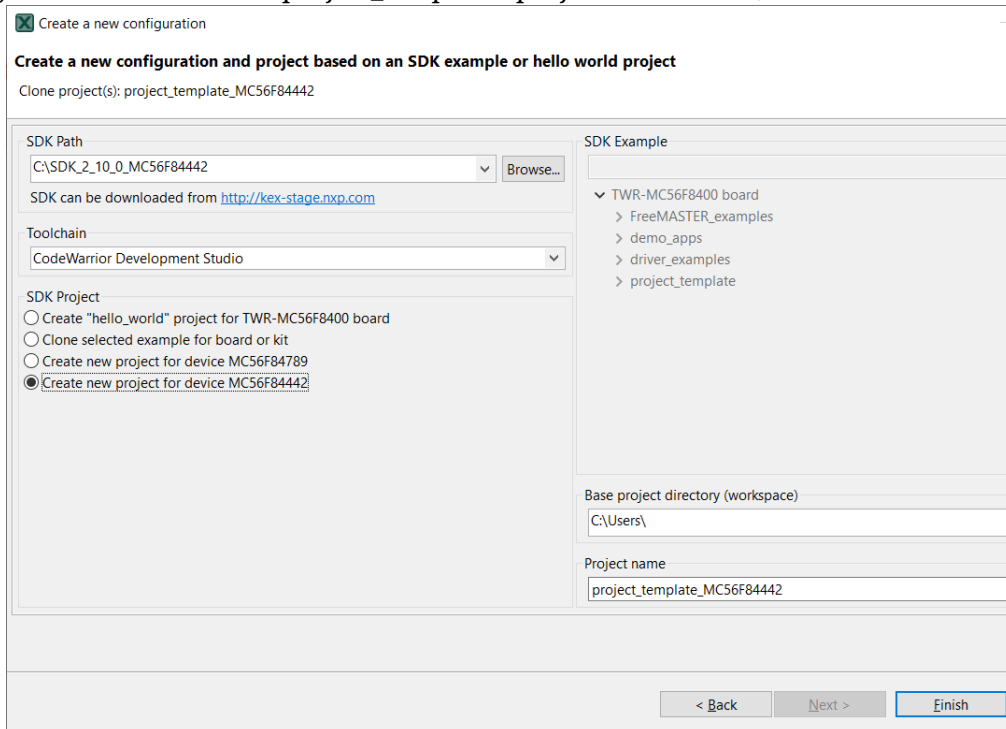 Create a new configuration
Create a new configuration and project based on an SDK example or hello world project
Clone project(s): project_template_MC56F84442
SDK Path
C:\SDK_2_10_0_MC56F84442
Browse...
SDK can be downloaded from http://kex-stage.nxp.com
Toolchain
CodeWarrior Development Studio
SDK Project
Create "hello_world" project for TWR-MC56F8400 board
Clone selected example for board or kit
Create new project for device MC56F84789
Create new project for device MC56F84442
SDK Example
TWR-MC56F8400 board
FreeMASTER_examples
demo_apps
driver_examples
project_template
Base project directory (workspace)
C:\Users\
Project name
project_template_MC56F84442
< Back
Next >
Finish